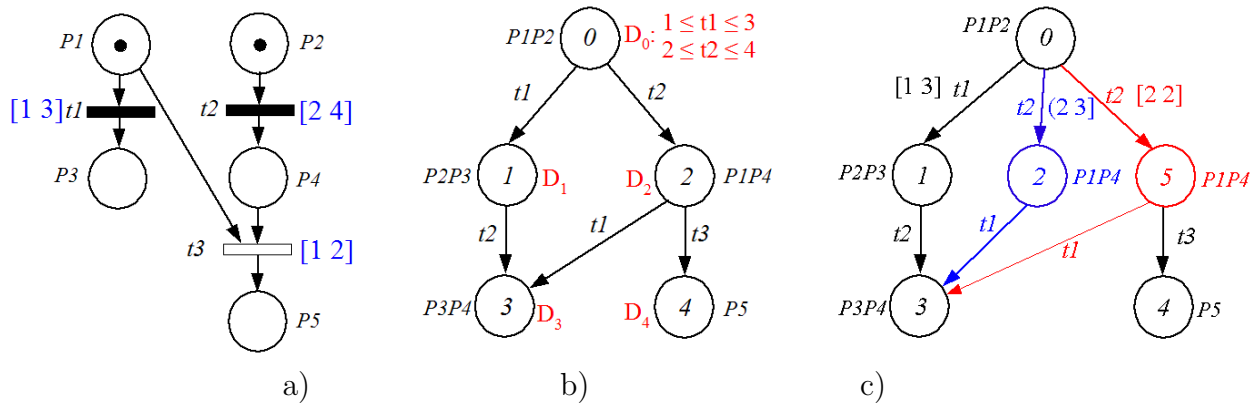 P1
P2
[1 3] t1
t2 [2 4]
P3
P4
t3 [1 2]
P5
a)
P1P2 0 D0: 1 ≤ t1 ≤ 3
2 ≤ t2 ≤ 4
t1
t2
P2P3 1 D1
D2 2 P1P4
t2
t1
t3
P3P4 3 D3
D4 4 P5
b)
P1P2 0
[1 3] t1
t2 (2 3]
t2 [2 2]
P2P3 1
2 P1P4
5 P1P4
t2
t1
t1
t3
P3P4 3
4 P5
c)